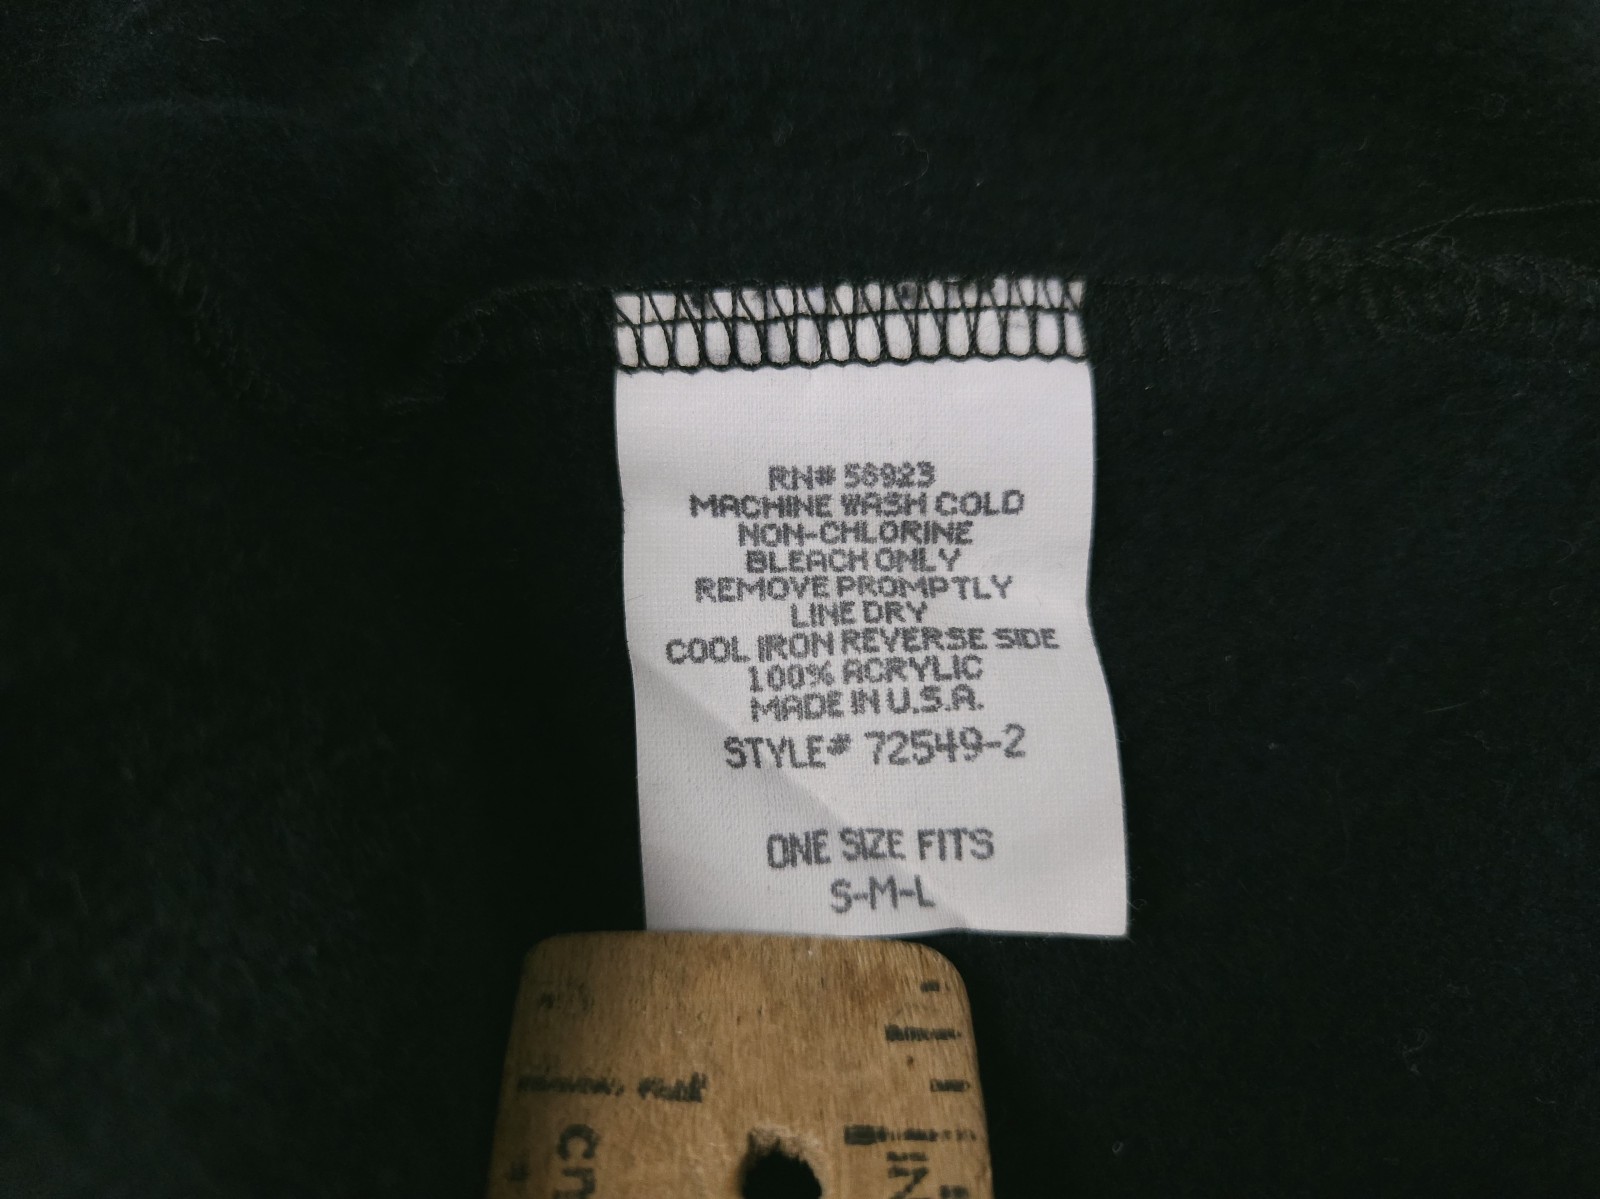 RN# 56923
MACHINE WASH COLD
NON-CHLORINE
BLEACH ONLY
REMOVE PROMPTLY
LINE DRY
COOL IRON REVERSE SIDE
100% ACRYLIC
MADE IN U.S.A.
STYLE# 72549-2
ONE SIZE FITS
S-M-L